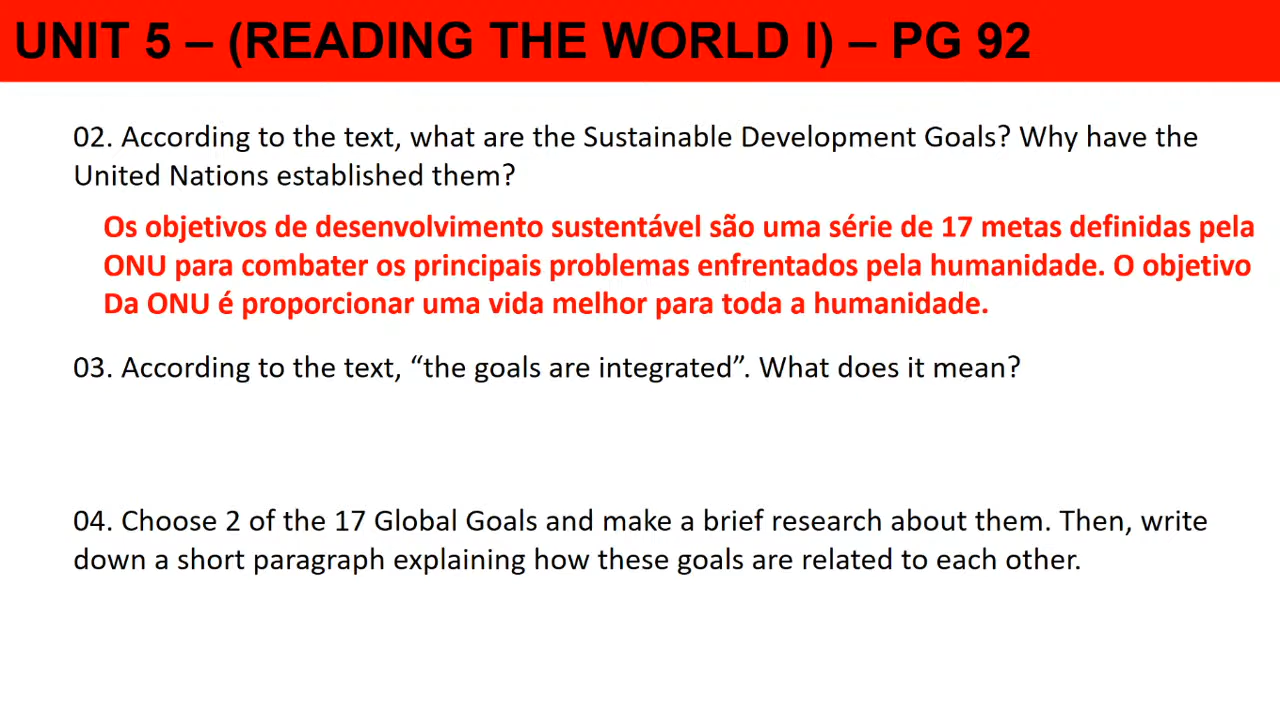 UNIT 5 – (READING THE WORLD I) – PG 92
02. According to the text, what are the Sustainable Development Goals? Why have the
United Nations established them?
Os objetivos de desenvolvimento sustentável são uma série de 17 metas definidas pela
ONU para combater os principais problemas enfrentados pela humanidade. O objetivo
Da ONU é proporcionar uma vida melhor para toda a humanidade.
03. According to the text, “the goals are integrated”. What does it mean?
04. Choose 2 of the 17 Global Goals and make a brief research about them. Then, write
down a short paragraph explaining how these goals are related to each other.